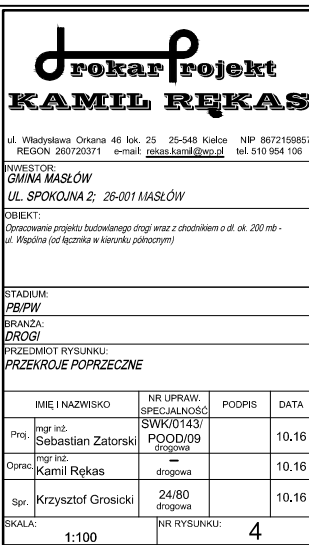 Drokar Projekt
KAMIL RĘKAS
ul. Władysława Orkana 46 lok. 25 25-548 Kielce NIP 8672159857
REGON 260720371 e-mail: rekas.kamil@wp.pl tel. 510 954 106
INWESTOR:
GMINA MASŁÓW
UL. SPOKOJNA 2; 26-001 MASŁÓW
OBIEKT:
Opracowanie projektu budowlanego drogi wraz z chodnikiem o dł. ok. 200 mb -
ul. Wspólna (od łącznika w kierunku północnym)
STADIUM:
PB/PW
BRANŻA:
DROGI
PRZEDMIOT RYSUNKU:
PRZEKROJE POPRZECZNE
IMIĘ I NAZWISKO NR UPRAW. SPECJALNOŚĆ PODPIS DATA
Proj. mgr inż. Sebastian Zatorski SWK/0143/POOD/09 drogowa 10.16
Oprac. mgr inż. Kamil Rękas – drogowa 10.16
Spr. Krzysztof Grosicki 24/80 drogowa 10.16
SKALA: 1:100 NR RYSUNKU: 4